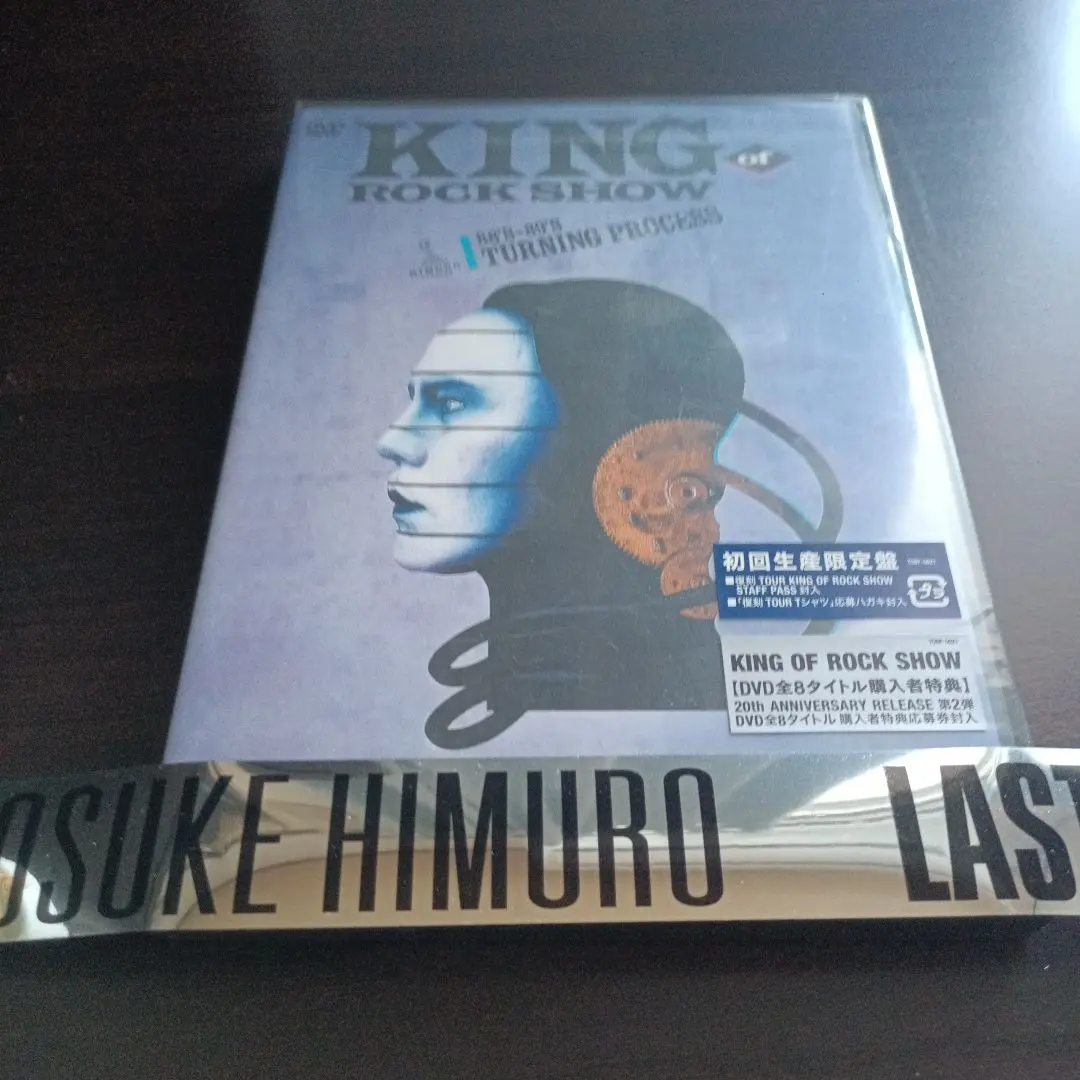 KING of
ROCK SHOW
88'S-89'S
TURNING PROCESS
初回生産限定盤
■復刻 TOUR KING OF ROCK SHOW
STAFF PASS 封入
■「復刻 TOUR Tシャツ」応募ハガキ封入
KING OF ROCK SHOW
【DVD全8タイトル購入者特典】
20th ANNIVERSARY RELEASE 第2弾
DVD全8タイトル 購入者特典応募券封入
OSUKE HIMURO LAST